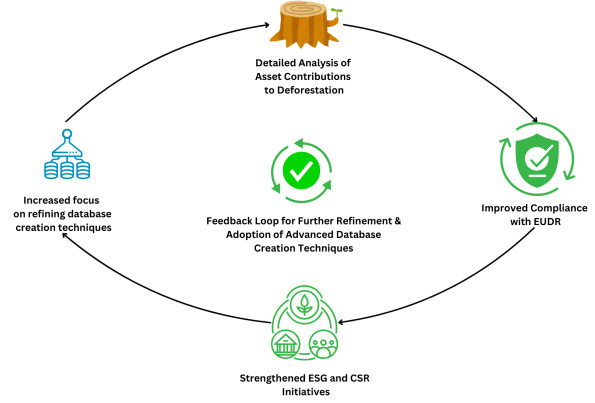 Detailed Analysis of
Asset Contributions
to Deforestation
Increased focus
on refining database
creation techniques
Feedback Loop for Further Refinement &
Adoption of Advanced Database
Creation Techniques
Improved Compliance
with EUDR
Strengthened ESG and CSR
Initiatives